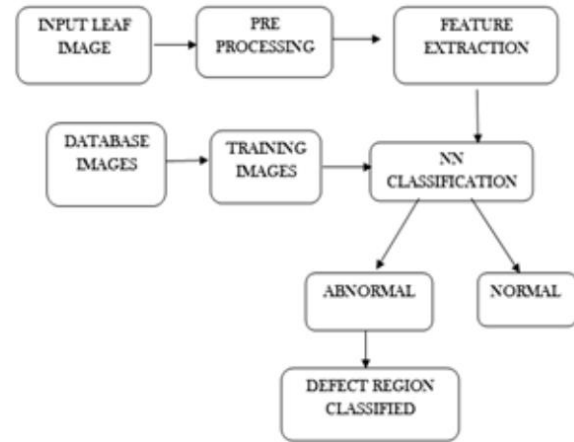 INPUT LEAF
IMAGE
PRE
PROCESSING
FEATURE
EXTRACTION
DATABASE
IMAGES
TRAINING
IMAGES
NN
CLASSIFICATION
ABNORMAL
NORMAL
DEFECT REGION
CLASSIFIED